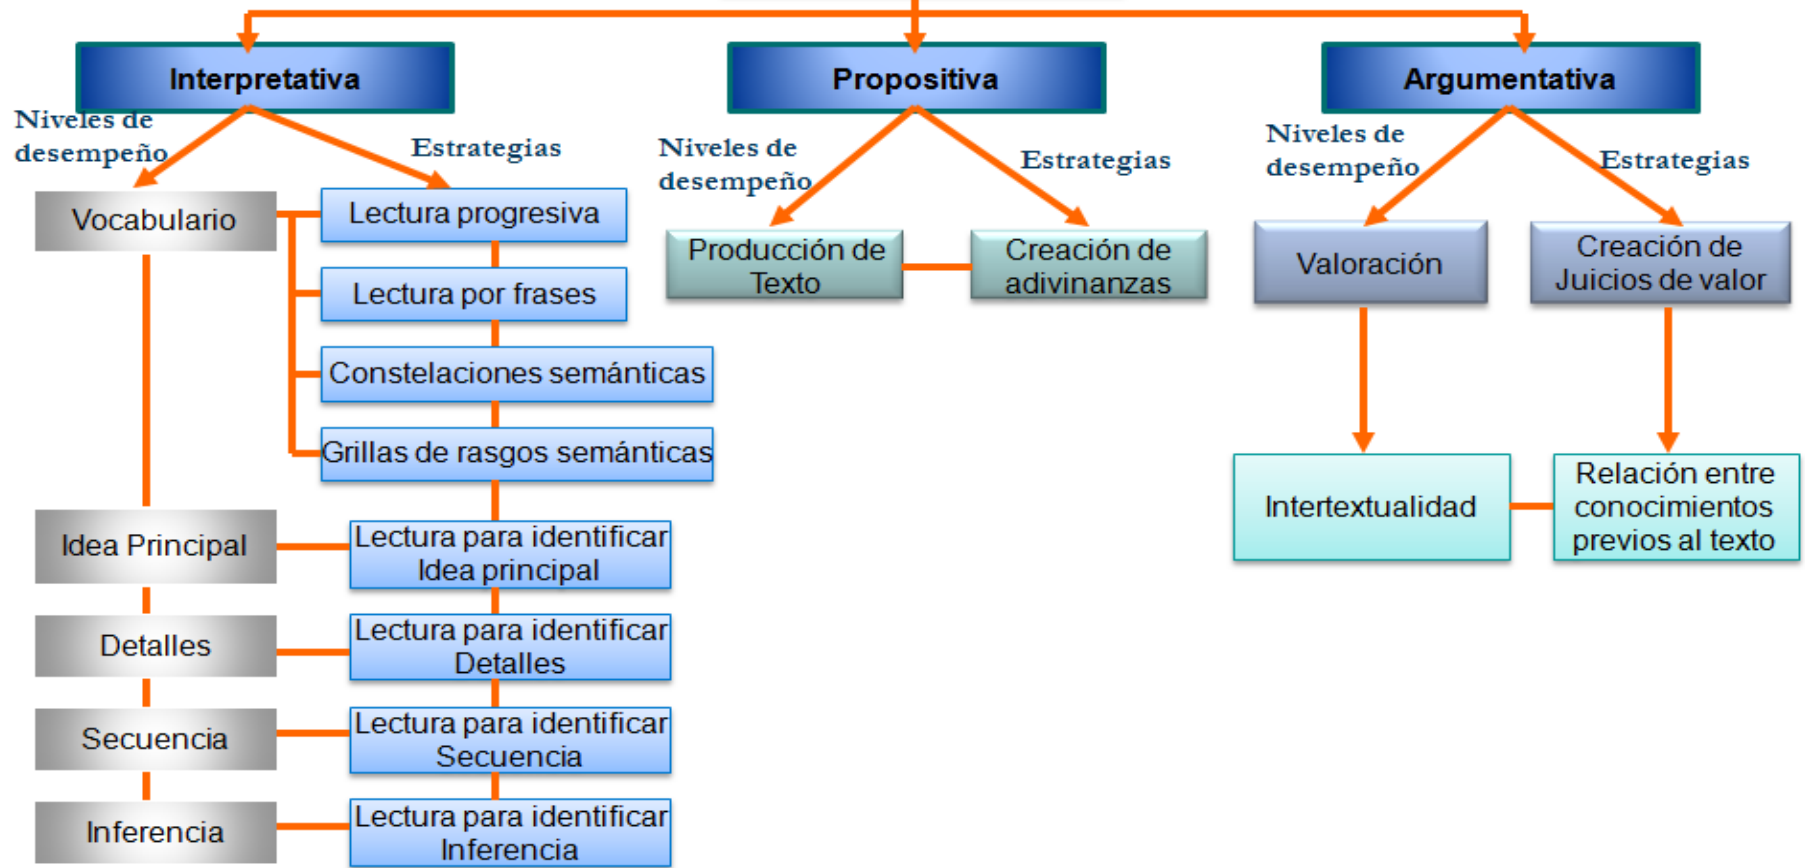 Interpretativa
Propositiva
Argumentativa
Niveles de
desempeño
Estrategias
Vocabulario
Lectura progresiva
Lectura por frases
Constelaciones semánticas
Grillas de rasgos semánticas
Idea Principal
Lectura para identificar
Idea principal
Detalles
Lectura para identificar
Detalles
Secuencia
Lectura para identificar
Secuencia
Inferencia
Lectura para identificar
Inferencia
Niveles de
desempeño
Estrategias
Producción de
Texto
Creación de
adivinanzas
Niveles de
desempeño
Estrategias
Valoración
Creación de
Juicios de valor
Intertextualidad
Relación entre
conocimientos
previos al texto